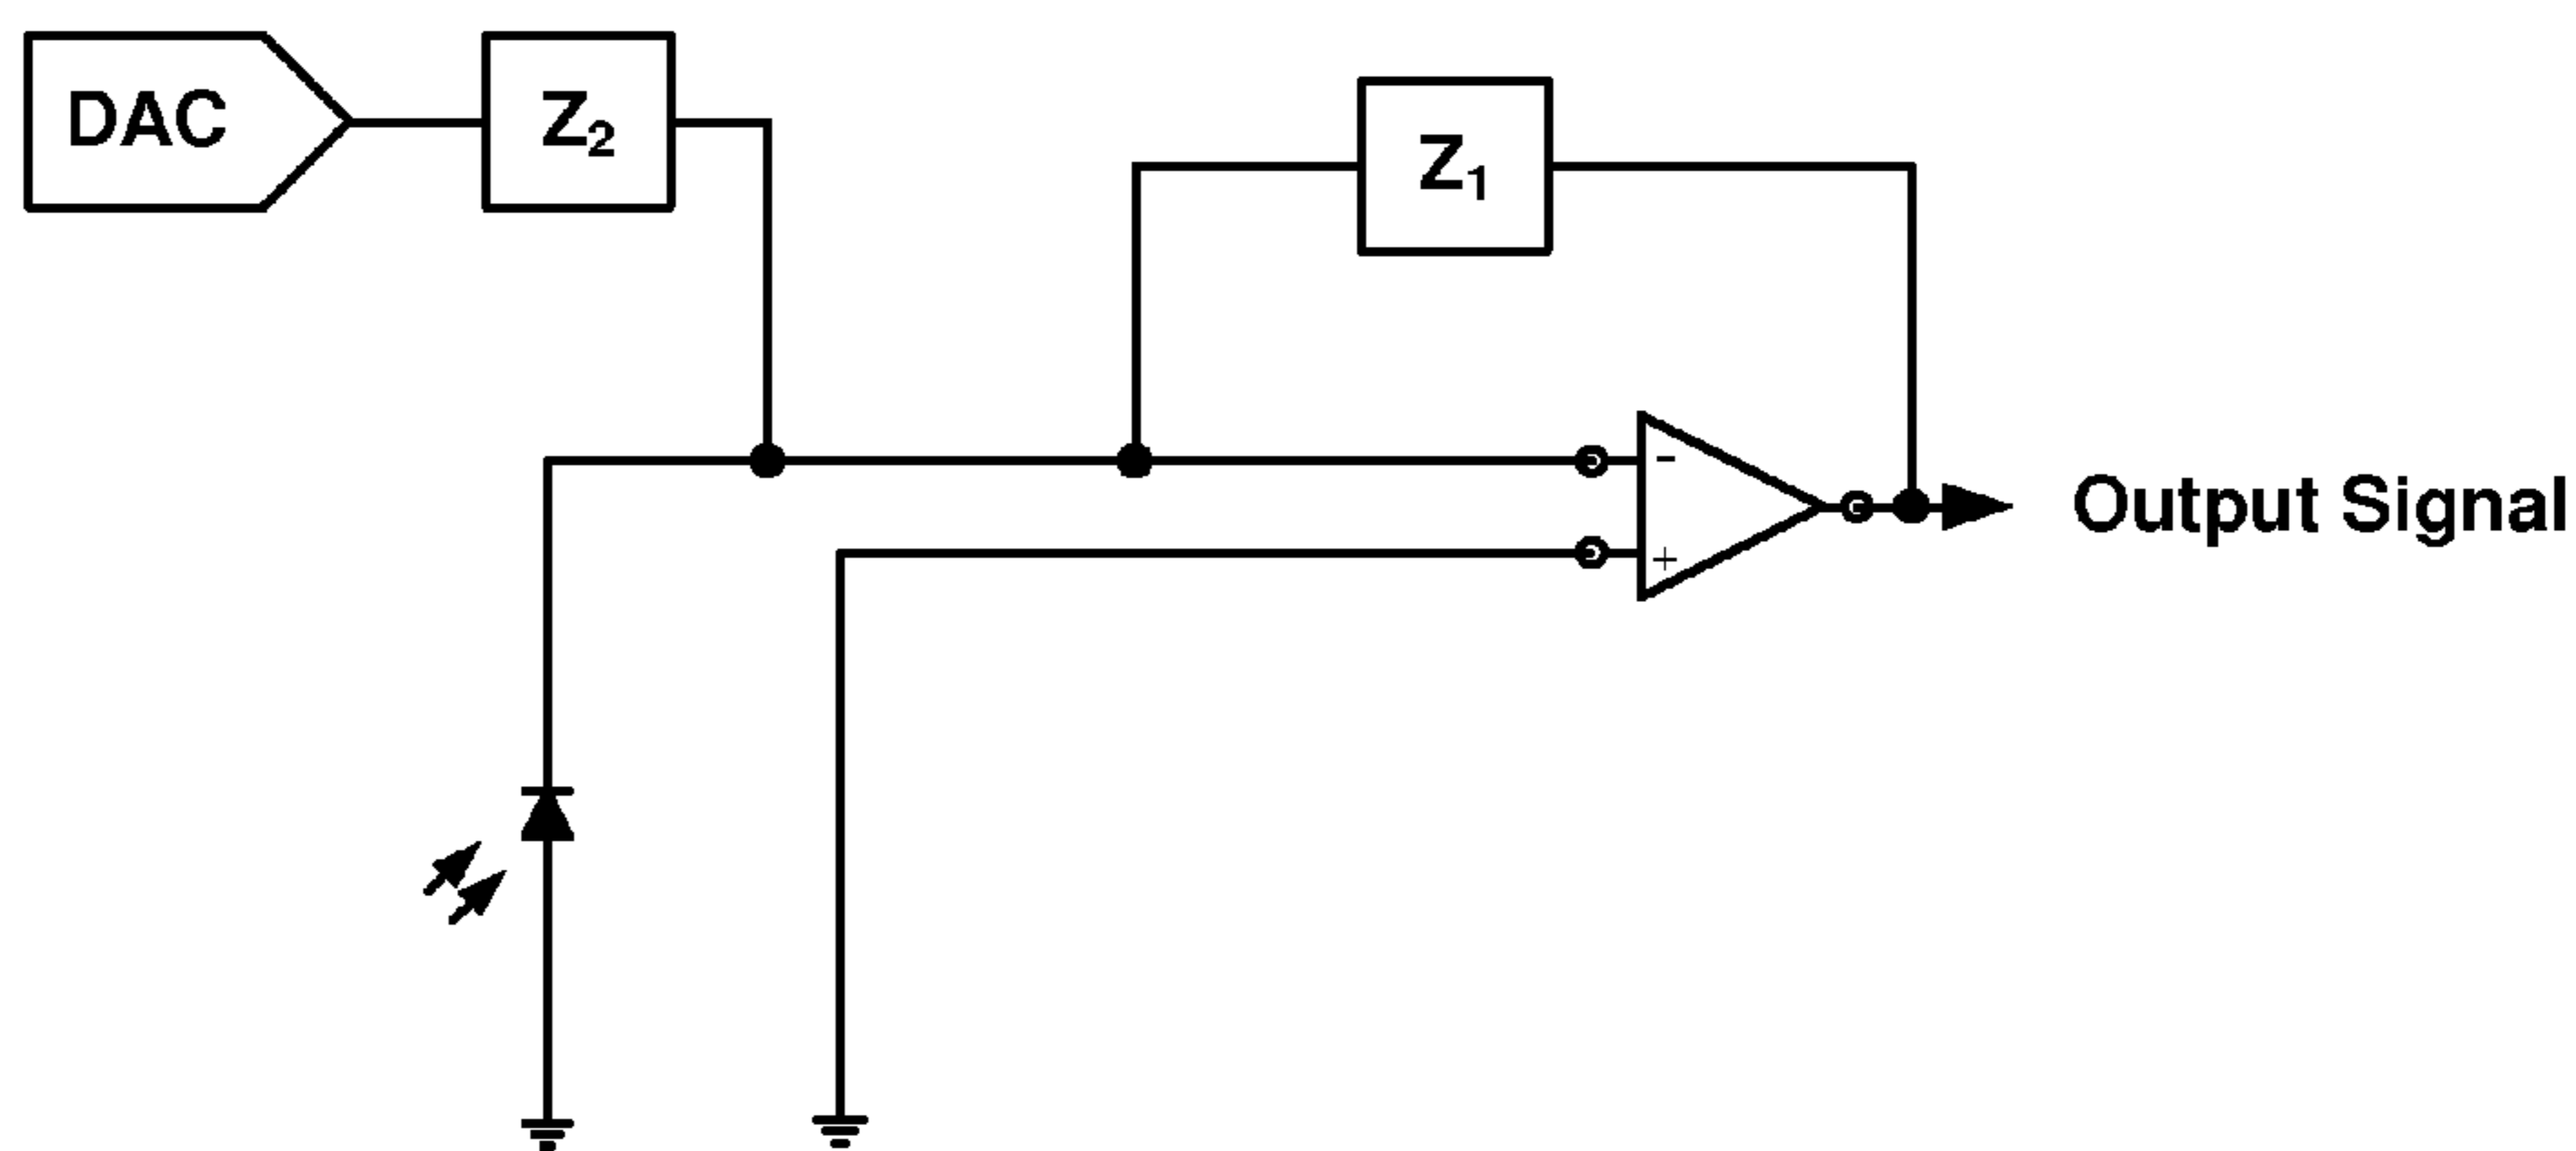 DAC
Z₂
Z₁
-
+
Output Signal